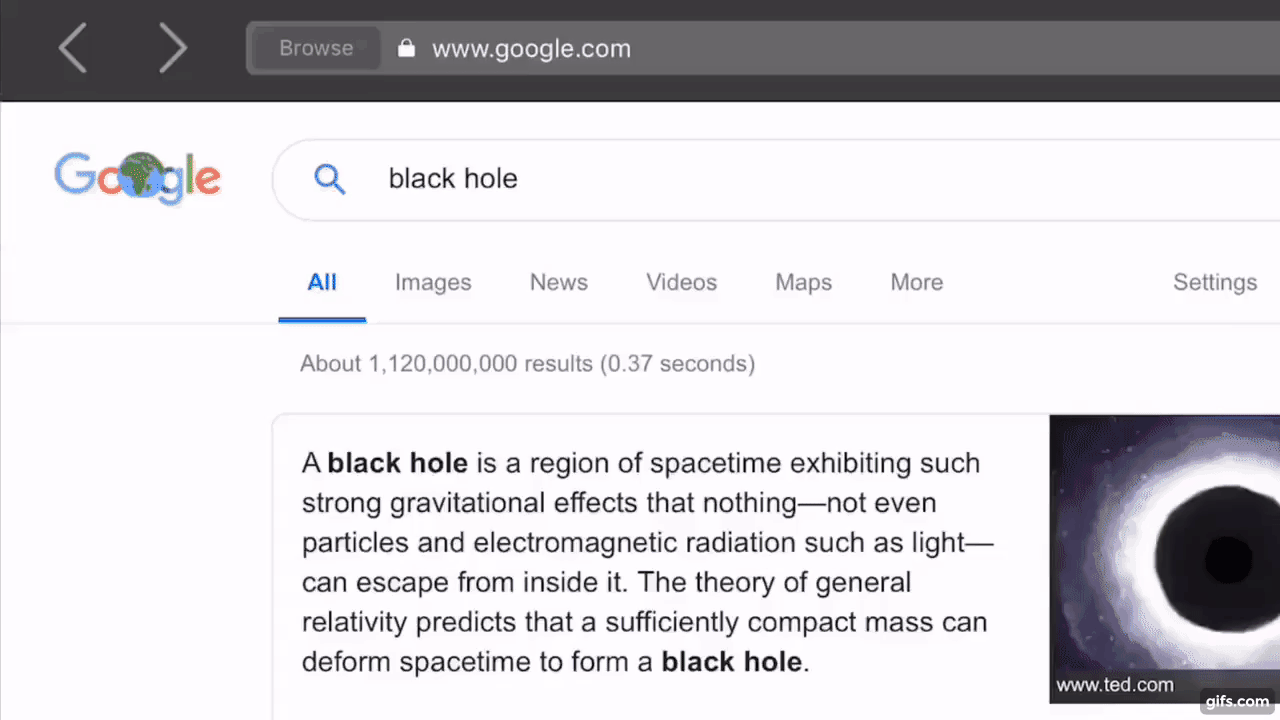 Browse www.google.com
Google
black hole
All Images News Videos Maps More Settings
About 1,120,000,000 results (0.37 seconds)
A black hole is a region of spacetime exhibiting such
strong gravitational effects that nothing—not even
particles and electromagnetic radiation such as light—
can escape from inside it. The theory of general
relativity predicts that a sufficiently compact mass can
deform spacetime to form a black hole.
www.ted.com
gifs.com